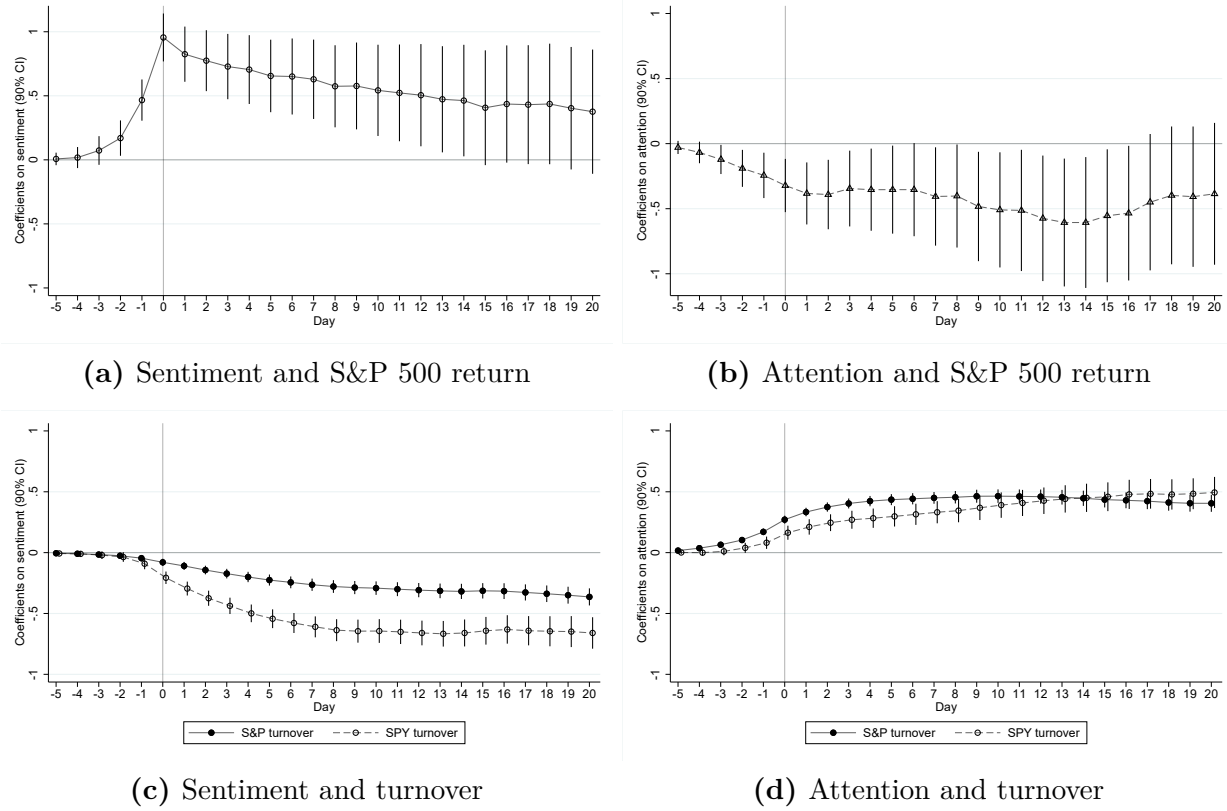 Coefficients on sentiment (90% CI)
1
.5
0
-.5
-1
-5 -4 -3 -2 -1 0 1 2 3 4 5 6 7 8 9 10 11 12 13 14 15 16 17 18 19 20
Day
(a) Sentiment and S&P 500 return
Coefficients on attention (90% CI)
1
.5
0
-.5
-1
-5 -4 -3 -2 -1 0 1 2 3 4 5 6 7 8 9 10 11 12 13 14 15 16 17 18 19 20
Day
(b) Attention and S&P 500 return
Coefficients on sentiment (90% CI)
1
.5
0
-.5
-1
-5 -4 -3 -2 -1 0 1 2 3 4 5 6 7 8 9 10 11 12 13 14 15 16 17 18 19 20
Day
S&P turnover SPY turnover
(c) Sentiment and turnover
Coefficients on attention (90% CI)
1
.5
0
-.5
-1
-5 -4 -3 -2 -1 0 1 2 3 4 5 6 7 8 9 10 11 12 13 14 15 16 17 18 19 20
Day
S&P turnover SPY turnover
(d) Attention and turnover